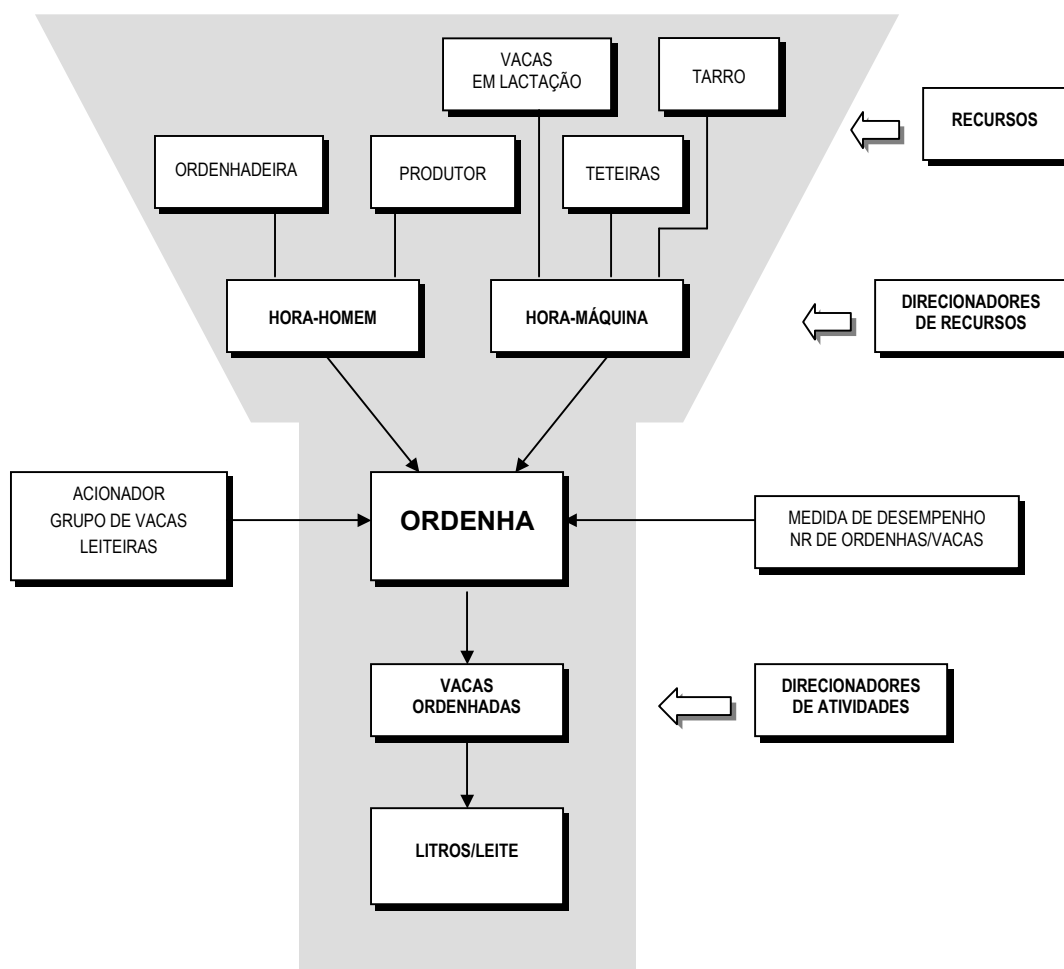 VACAS
EM LACTAÇÃO
TARRO
RECURSOS
ORDENHADEIRA
PRODUTOR
TETEIRAS
HORA-HOMEM
HORA-MÁQUINA
DIRECIONADORES
DE RECURSOS
ACIONADOR
GRUPO DE VACAS
LEITEIRAS
ORDENHA
MEDIDA DE DESEMPENHO
NR DE ORDENHAS/VACAS
VACAS
ORDENHADAS
DIRECIONADORES
DE ATIVIDADES
LITROS/LEITE